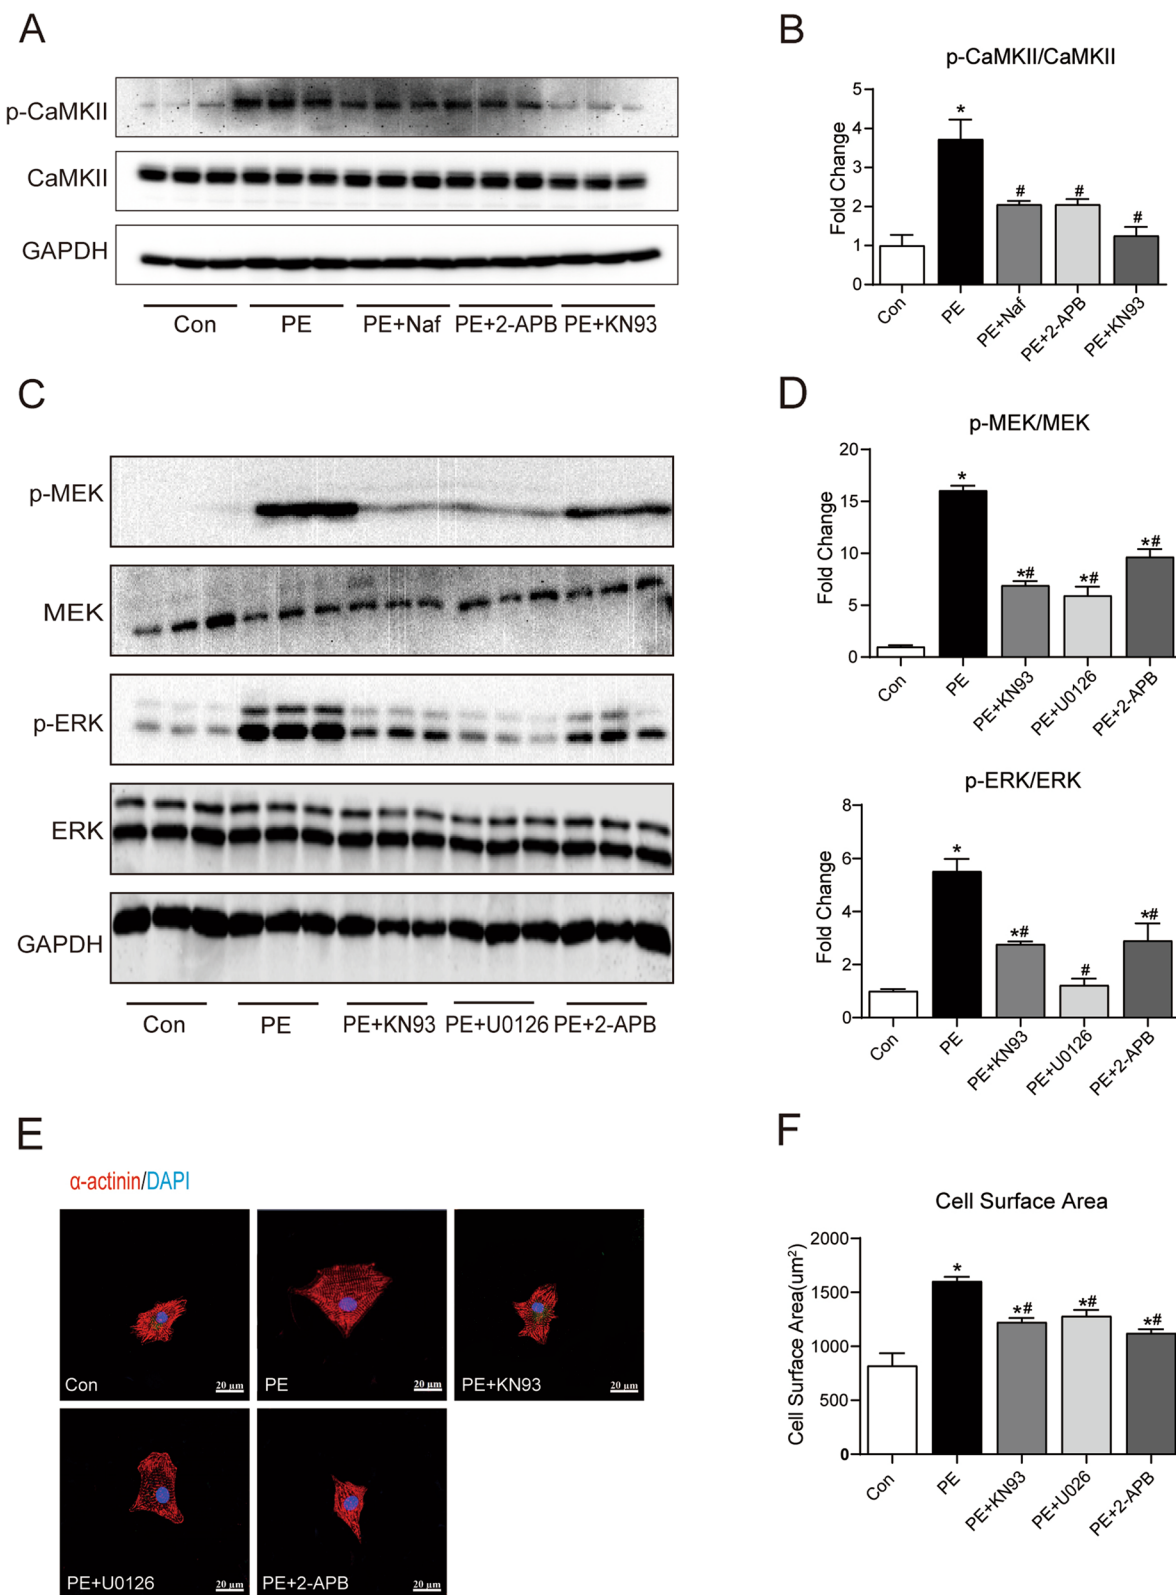 A
p-CaMKII
CaMKII
GAPDH
Con PE PE+Naf PE+2-APB PE+KN93
B
p-CaMKII/CaMKII
Fold Change
5
4
3
2
1
0
*
#
#
#
Con PE PE+Naf PE+2-APB PE+KN93
C
p-MEK
MEK
p-ERK
ERK
GAPDH
Con PE PE+KN93 PE+U0126 PE+2-APB
D
p-MEK/MEK
Fold Change
20
15
10
5
0
*
*#
*#
*#
Con PE PE+KN93 PE+U0126 PE+2-APB
p-ERK/ERK
Fold Change
8
6
4
2
0
*
*#
#
*#
Con PE PE+KN93 PE+U0126 PE+2-APB
E
α-actinin/DAPI
Con 20 μm
PE 20 μm
PE+KN93 20 μm
PE+U0126 20 μm
PE+2-APB 20 μm
F
Cell Surface Area
Cell Surface Area(um²)
2000
1500
1000
500
0
*
*#
*#
*#
Con PE PE+KN93 PE+U026 PE+2-APB